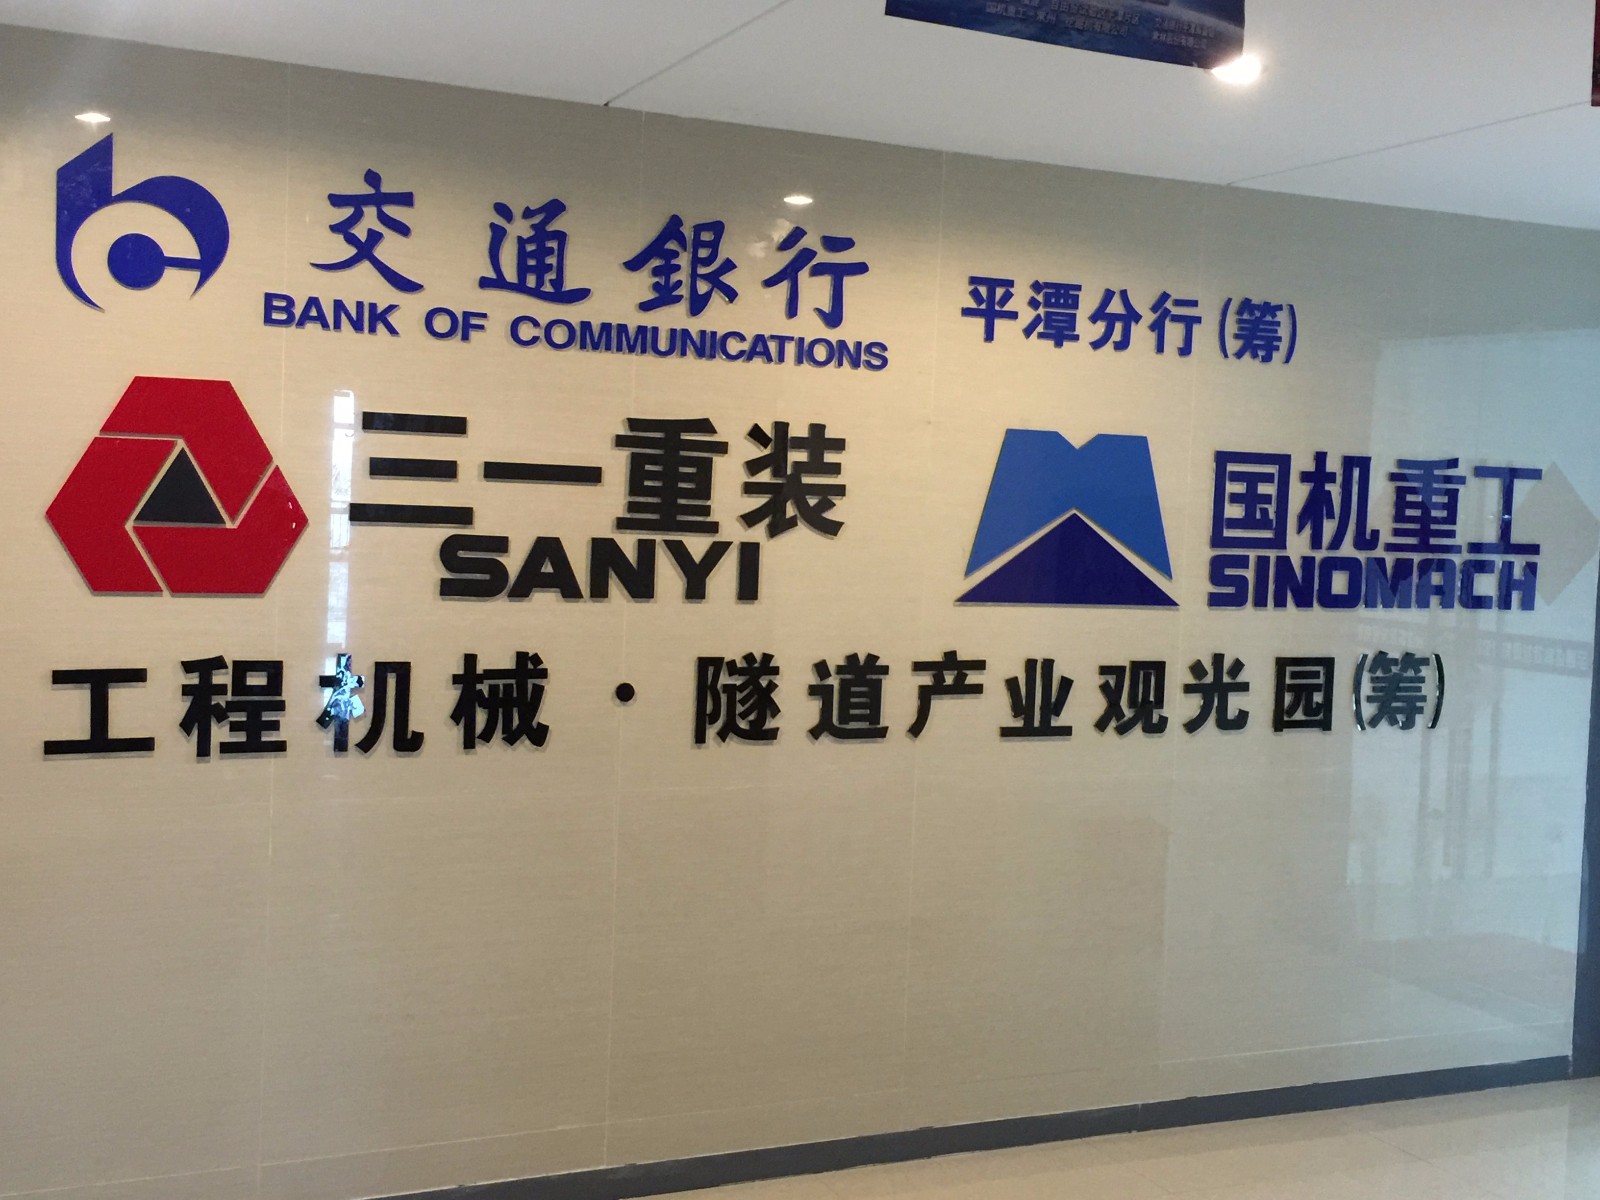 交通銀行
BANK OF COMMUNICATIONS
平潭分行(筹)
三一重装
SANYI
国机重工
SINOMACH
工程机械·隧道产业观光园(筹)